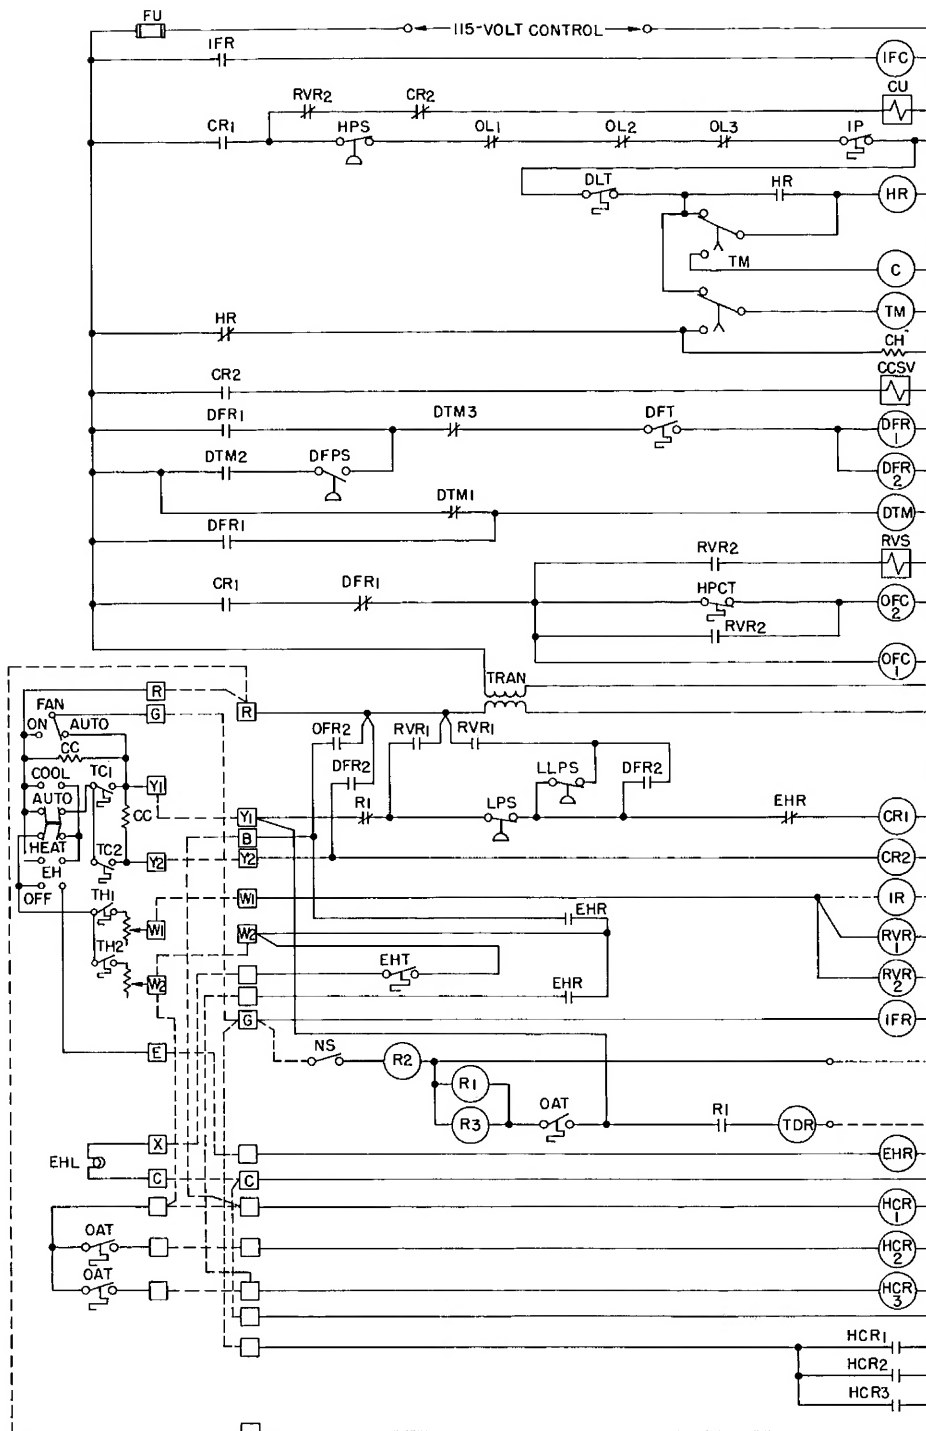 FU
115-VOLT CONTROL
IFR
IFC
CU
RVR2
CR2
CR1
HPS
OL1
OL2
OL3
IP
DLT
HR
HR
TM
C
TM
HR
CH
CCSV
CR2
DFR1
DTM3
DFT
DFR
1
DTM2
DFPS
DFR
2
DTM1
DTM
DFR1
RVS
RVR2
CR1
DFR1
HPCT
OFC
2
RVR2
OFC
1
TRAN
R
R
FAN
G
ON
AUTO
OFR2
RVR1
RVR1
CC
LLPS
DFR2
DFR2
COOL
TC1
Y1
AUTO
CC
Y1
R1
LPS
EHR
CR1
B
HEAT
TC2
Y2
Y2
CR2
EH
OFF
TH1
W1
W1
IR
EHR
W2
RVR
1
TH2
W2
EHT
EHR
RVR
2
G
IFR
NS
R2
E
R1
R3
OAT
R1
TDR
X
EHR
EHL
C
C
HCR
1
OAT
HCR
2
OAT
HCR
3
HCR1
HCR2
HCR3